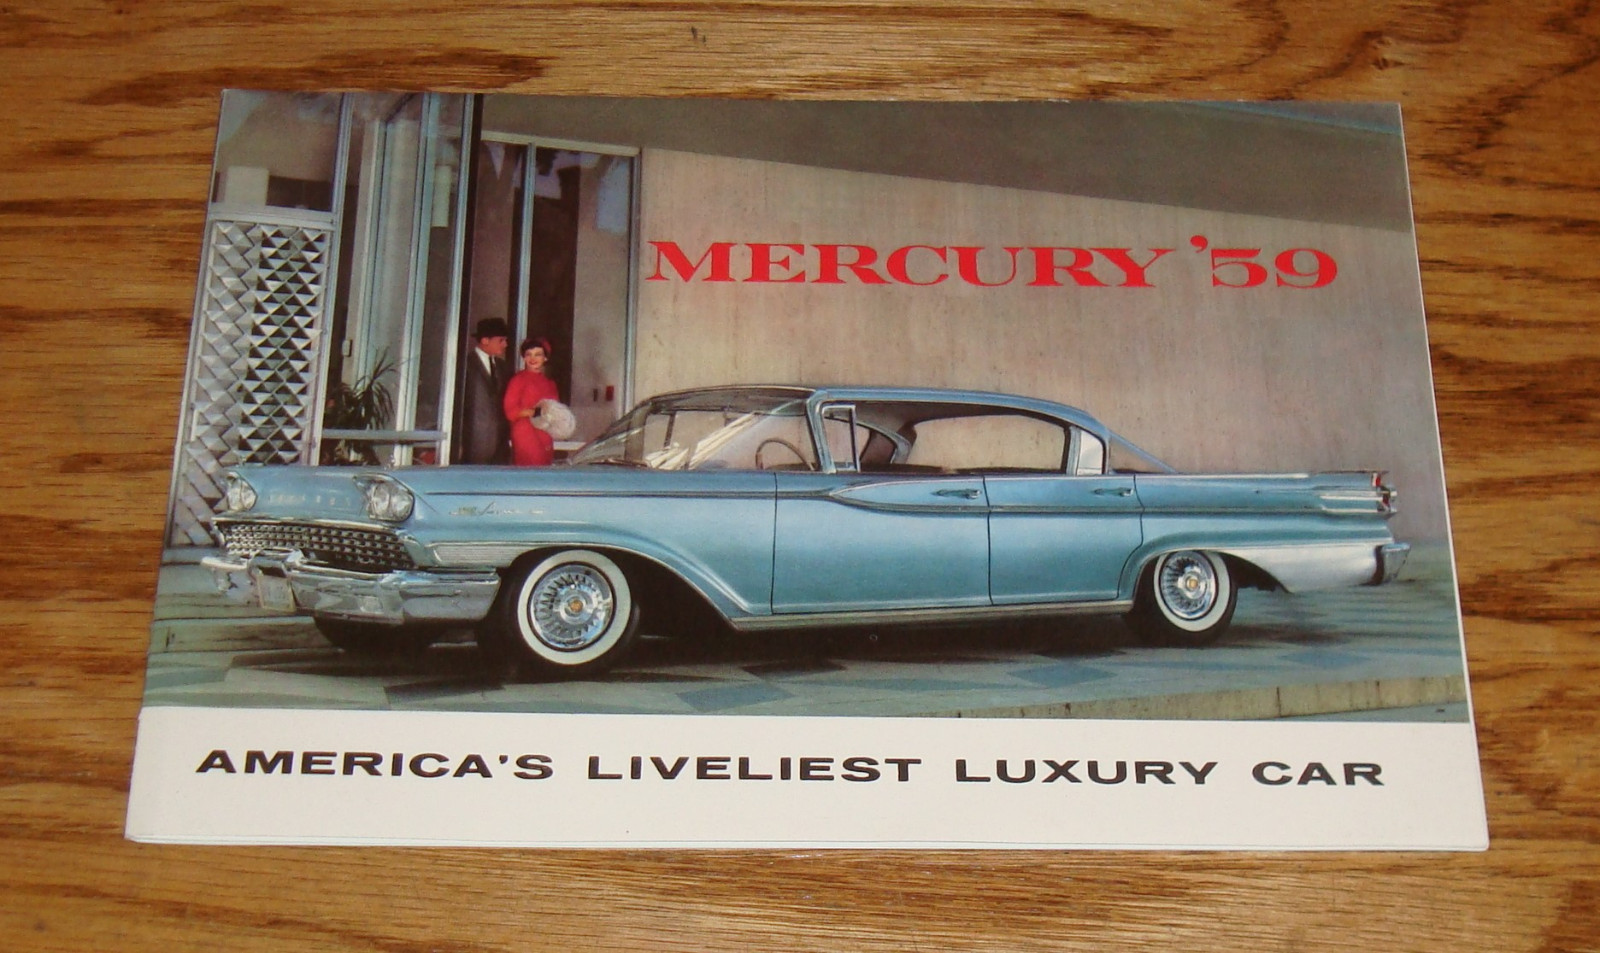 MERCURY '59
AMERICA'S LIVELIEST LUXURY CAR